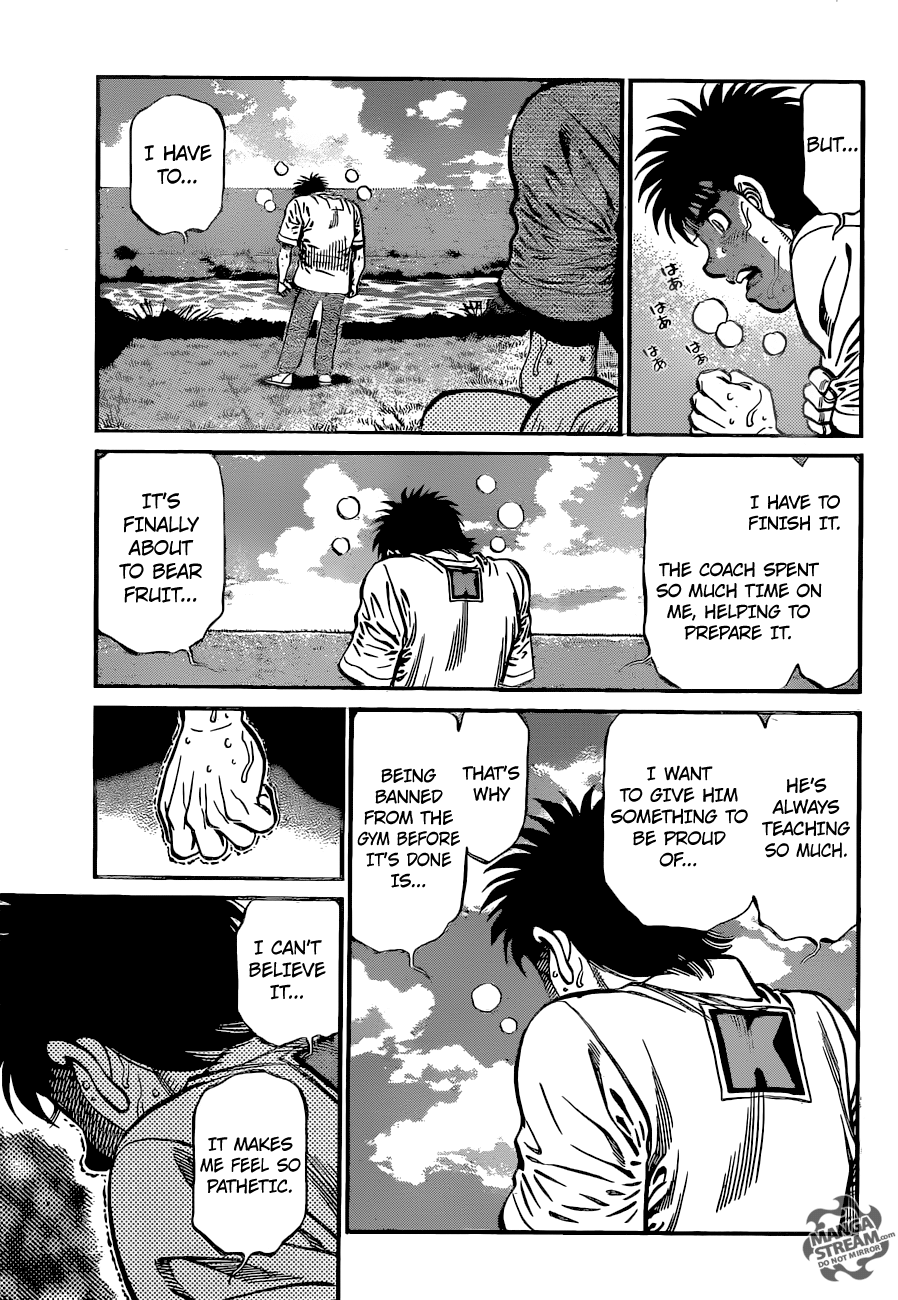 BUT...
はぁ
はぁ
はぁ
はぁ
I HAVE
TO...
I HAVE TO
FINISH IT.
THE COACH SPENT
SO MUCH TIME ON
ME, HELPING TO
PREPARE IT.
IT'S
FINALLY
ABOUT
TO BEAR
FRUIT...
HE'S
ALWAYS
TEACHING
SO MUCH.
I WANT
TO GIVE HIM
SOMETHING TO
BE PROUD
OF...
THAT'S
WHY
BEING
BANNED
FROM THE
GYM BEFORE
IT'S DONE
IS...
K
I CAN'T
BELIEVE
IT...
IT MAKES
ME FEEL SO
PATHETIC.
MANGA
STREAM.com
DO NOT MIRROR